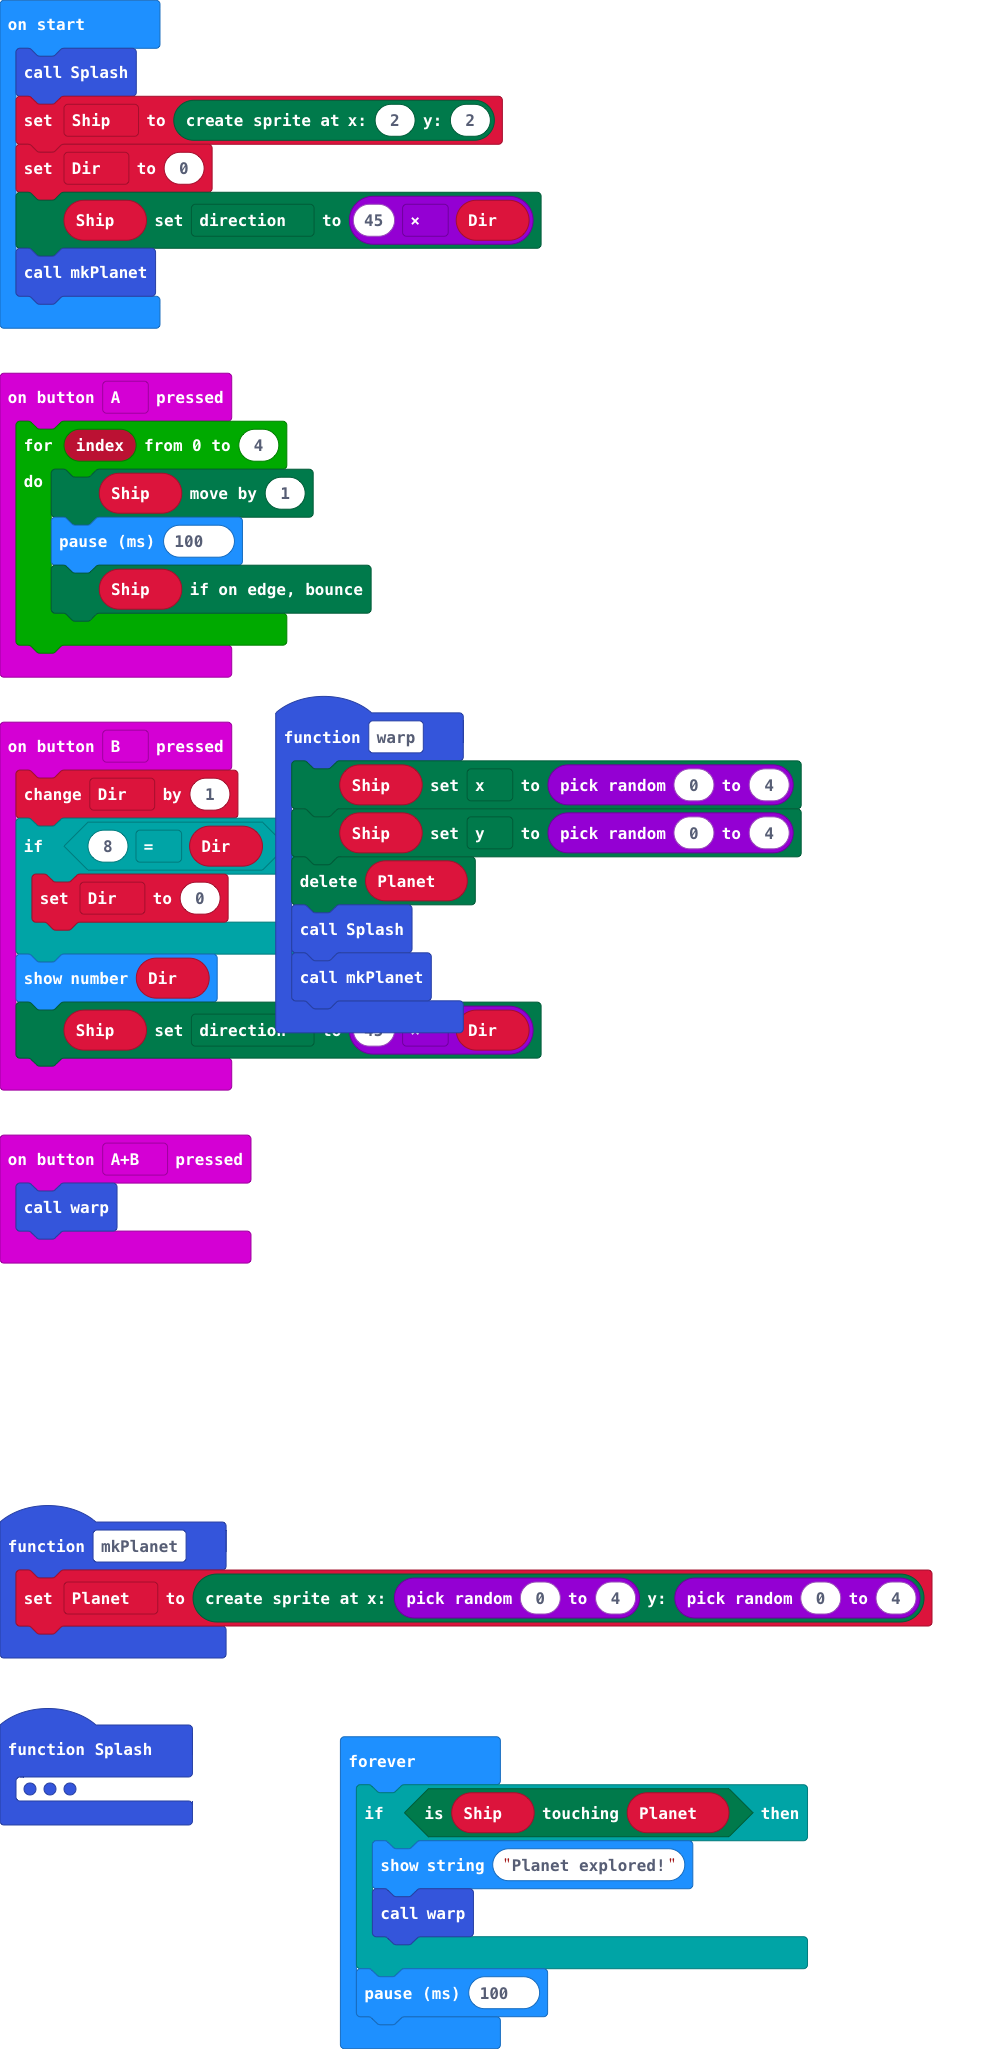 on start
call Splash
set Ship to create sprite at x: 2 y: 2
set Dir to 0
Ship set direction to 45 × Dir
call mkPlanet
on button A pressed
for index from 0 to 4
do
Ship move by 1
pause (ms) 100
Ship if on edge, bounce
on button B pressed
change Dir by 1
if 8 = Dir
set Dir to 0
show number Dir
Ship set direction to 45 × Dir
function warp
Ship set x to pick random 0 to 4
Ship set y to pick random 0 to 4
delete Planet
call Splash
call mkPlanet
on button A+B pressed
call warp
function mkPlanet
set Planet to create sprite at x: pick random 0 to 4 y: pick random 0 to 4
function Splash
forever
if is Ship touching Planet then
show string "Planet explored!"
call warp
pause (ms) 100